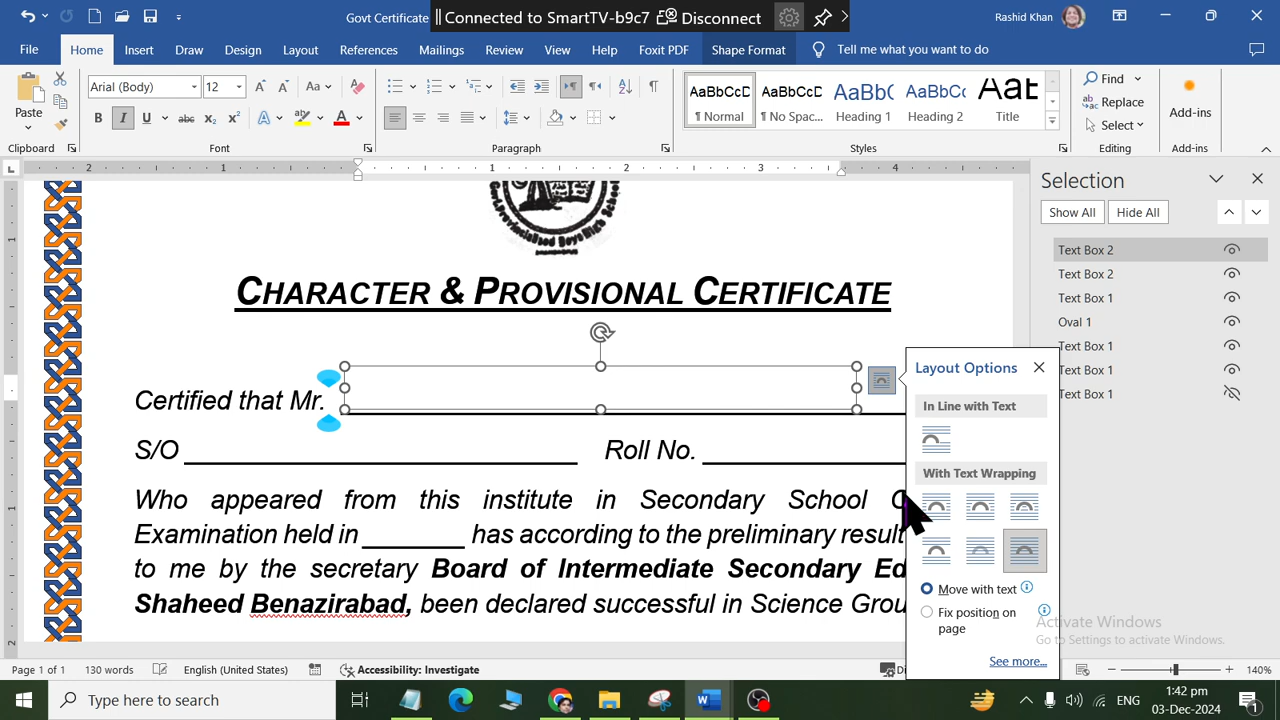 Govt Certificate
Connected to SmartTV-b9c7 Disconnect
Rashid Khan
File Home Insert Draw Design Layout References Mailings Review View Help Foxit PDF Shape Format Tell me what you want to do
Paste
Clipboard
Arial (Body) 12
Font
Paragraph
AaBbCcD AaBbCcD AaBbC AaBbCc AaB
¶ Normal ¶ No Spac... Heading 1 Heading 2 Title
Styles
Find
Replace
Select
Editing
Add-ins
Add-ins
2 1 1 2 3 4
Selection
Show All Hide All
Text Box 2
Text Box 2
Text Box 1
Oval 1
Text Box 1
Text Box 1
Text Box 1
CHARACTER & PROVISIONAL CERTIFICATE
Certified that Mr.
S/O Roll No.
Who appeared from this institute in Secondary School
Examination held in ________ has according to the preliminary result
to me by the secretary Board of Intermediate Secondary Ed
Shaheed Benazirabad, been declared successful in Science Grou
Layout Options
In Line with Text
With Text Wrapping
Move with text
Fix position on
page
See more...
Activate Windows
Go to Settings to activate Windows.
Page 1 of 1 130 words English (United States) Accessibility: Investigate
140%
Type here to search
ENG
1:42 pm
03-Dec-2024
1